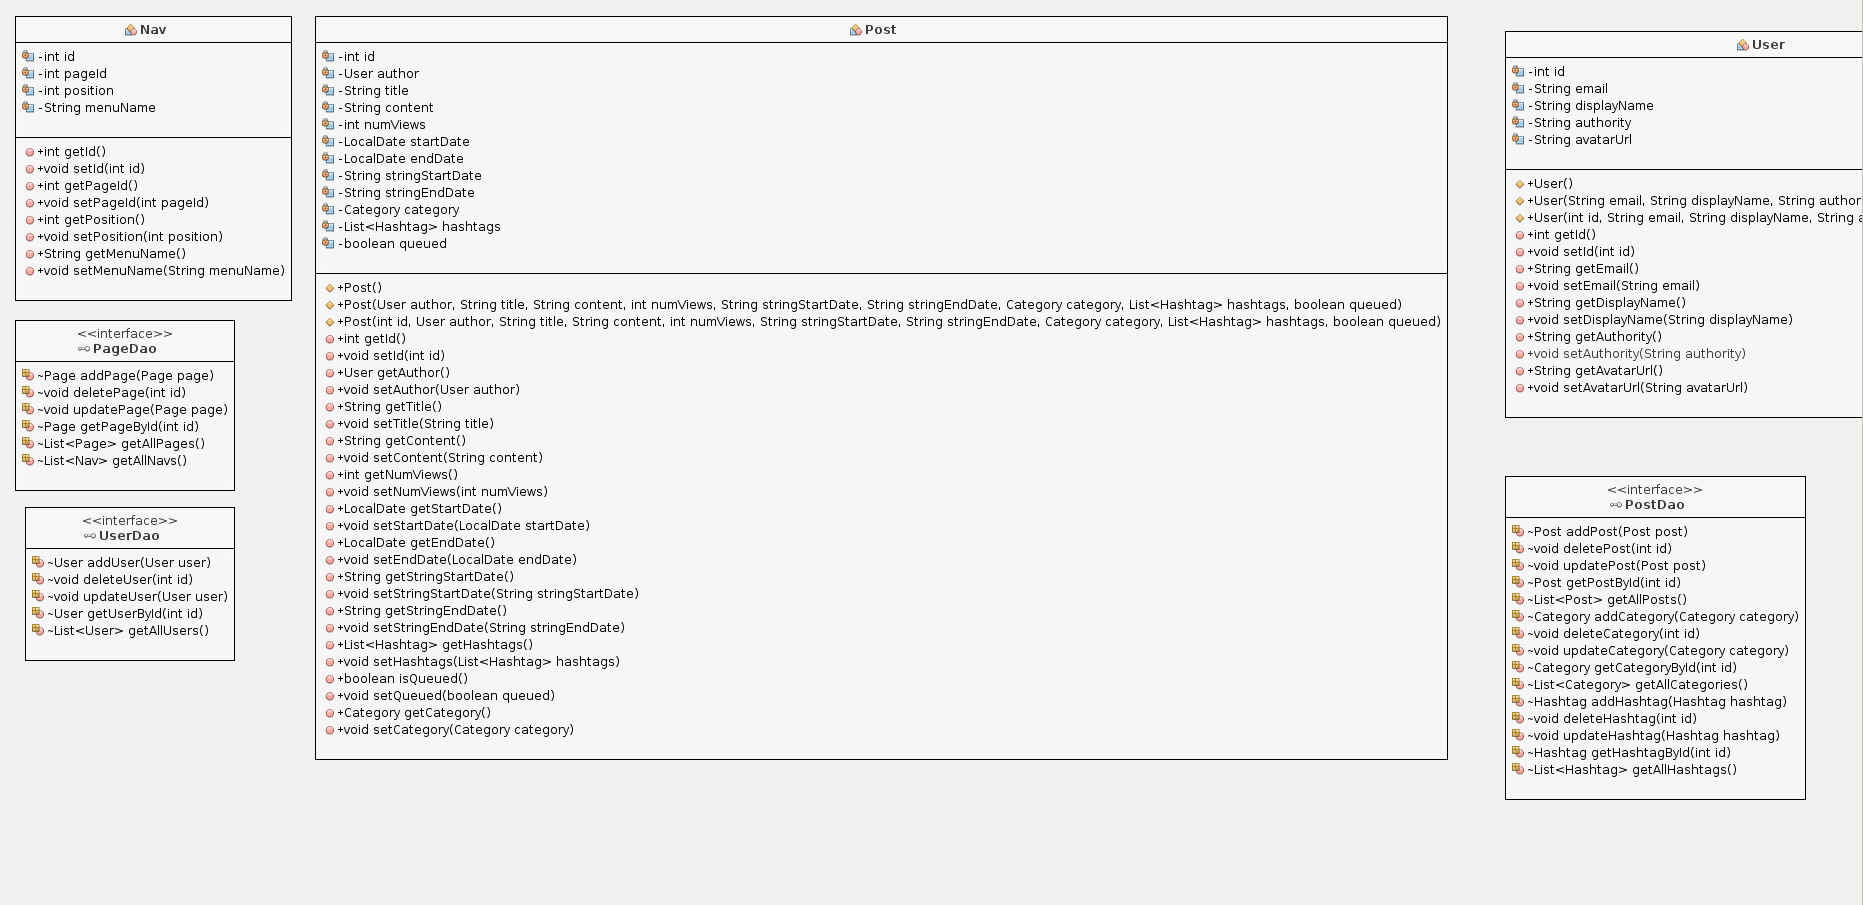 Nav
-int id
-int pageId
-int position
-String menuName
+int getId()
+void setId(int id)
+int getPageId()
+void setPageId(int pageId)
+int getPosition()
+void setPosition(int position)
+String getMenuName()
+void setMenuName(String menuName)
<<interface>>
PageDao
~Page addPage(Page page)
~void deletePage(int id)
~void updatePage(Page page)
~Page getPageById(int id)
~List<Page> getAllPages()
~List<Nav> getAllNavs()
<<interface>>
UserDao
~User addUser(User user)
~void deleteUser(int id)
~void updateUser(User user)
~User getUserById(int id)
~List<User> getAllUsers()
Post
-int id
-User author
-String title
-String content
-int numViews
-LocalDate startDate
-LocalDate endDate
-String stringStartDate
-String stringEndDate
-Category category
-List<Hashtag> hashtags
-boolean queued
+Post()
+Post(User author, String title, String content, int numViews, String stringStartDate, String stringEndDate, Category category, List<Hashtag> hashtags, boolean queued)
+Post(int id, User author, String title, String content, int numViews, String stringStartDate, String stringEndDate, Category category, List<Hashtag> hashtags, boolean queued)
+int getId()
+void setId(int id)
+User getAuthor()
+void setAuthor(User author)
+String getTitle()
+void setTitle(String title)
+String getContent()
+void setContent(String content)
+int getNumViews()
+void setNumViews(int numViews)
+LocalDate getStartDate()
+void setStartDate(LocalDate startDate)
+LocalDate getEndDate()
+void setEndDate(LocalDate endDate)
+String getStringStartDate()
+void setStringStartDate(String stringStartDate)
+String getStringEndDate()
+void setStringEndDate(String stringEndDate)
+List<Hashtag> getHashtags()
+void setHashtags(List<Hashtag> hashtags)
+boolean isQueued()
+void setQueued(boolean queued)
+Category getCategory()
+void setCategory(Category category)
User
-int id
-String email
-String displayName
-String authority
-String avatarUrl
+User()
+User(String email, String displayName, String author
+User(int id, String email, String displayName, String a
+int getId()
+void setId(int id)
+String getEmail()
+void setEmail(String email)
+String getDisplayName()
+void setDisplayName(String displayName)
+String getAuthority()
+void setAuthority(String authority)
+String getAvatarUrl()
+void setAvatarUrl(String avatarUrl)
<<interface>>
PostDao
~Post addPost(Post post)
~void deletePost(int id)
~void updatePost(Post post)
~Post getPostById(int id)
~List<Post> getAllPosts()
~Category addCategory(Category category)
~void deleteCategory(int id)
~void updateCategory(Category category)
~Category getCategoryById(int id)
~List<Category> getAllCategories()
~Hashtag addHashtag(Hashtag hashtag)
~void deleteHashtag(int id)
~void updateHashtag(Hashtag hashtag)
~Hashtag getHashtagById(int id)
~List<Hashtag> getAllHashtags()